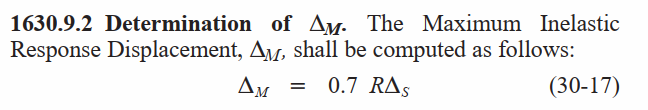 1630.9.2 Determination of ΔM. The Maximum Inelastic
Response Displacement, ΔM, shall be computed as follows:
ΔM = 0.7 RΔS (30-17)